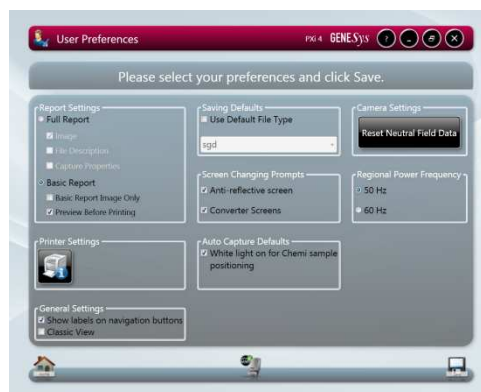 User Preferences
PXi 4 GENESys
Please select your preferences and click Save.
Report Settings
Full Report
Image
File Description
Capture Properties
Basic Report
Basic Report Image Only
Preview Before Printing
Saving Defaults
Use Default File Type
sgd
Camera Settings
Reset Neutral Field Data
Screen Changing Prompts
Anti-reflective screen
Converter Screens
Regional Power Frequency
50 Hz
60 Hz
Printer Settings
Auto Capture Defaults
White light on for Chemi sample
positioning
General Settings
Show labels on navigation buttons
Classic View